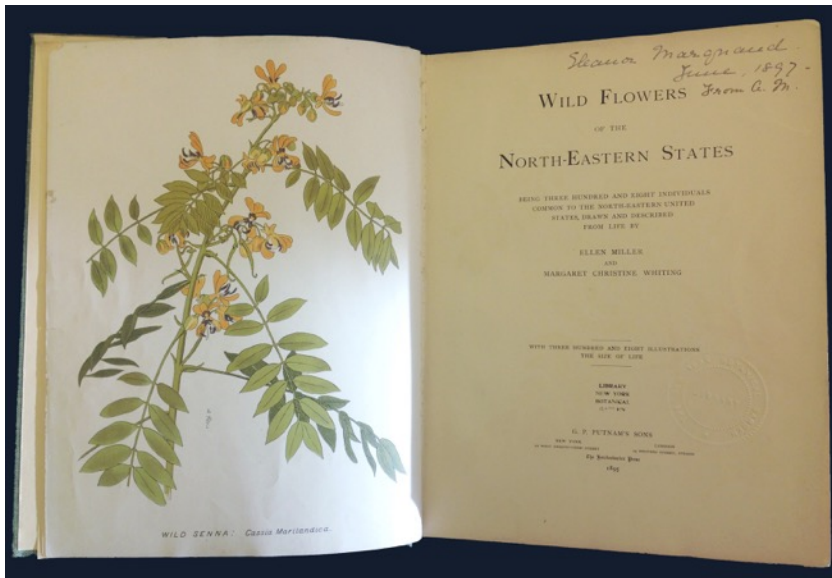 WILD SENNA: Cassia Marilandica.
Eleanor Marquand.
June, 1897.
From A. M.
WILD FLOWERS
OF THE
NORTH-EASTERN STATES
BEING THREE HUNDRED AND EIGHT INDIVIDUALS
COMMON TO THE NORTH-EASTERN UNITED
STATES, DRAWN AND DESCRIBED
FROM LIFE BY
ELLEN MILLER
AND
MARGARET CHRISTINE WHITING
WITH THREE HUNDRED AND EIGHT ILLUSTRATIONS
THE SIZE OF LIFE
LIBRARY
NEW YORK
BOTANICAL
G. P. PUTNAM'S SONS
NEW YORK LONDON
The Knickerbocker Press
1895